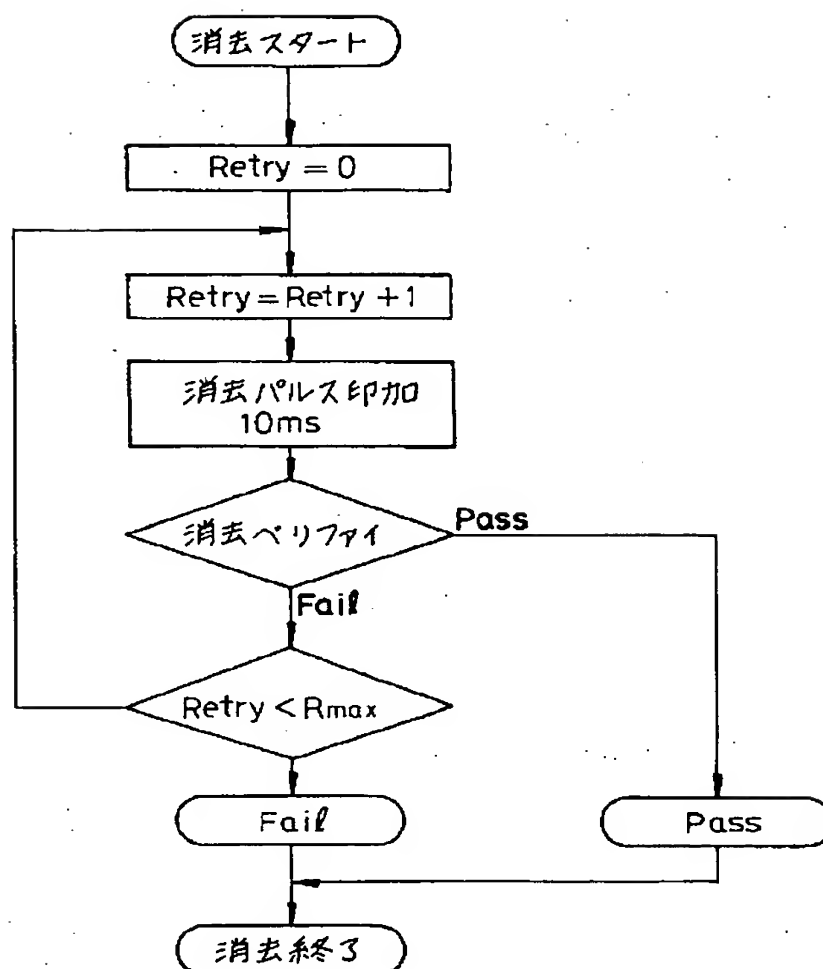 消去スタート
Retry = 0
Retry = Retry + 1
消去パルス印加
10ms
消去ベリファイ
Pass
Fail
Retry < Rmax
Fail
Pass
消去終了